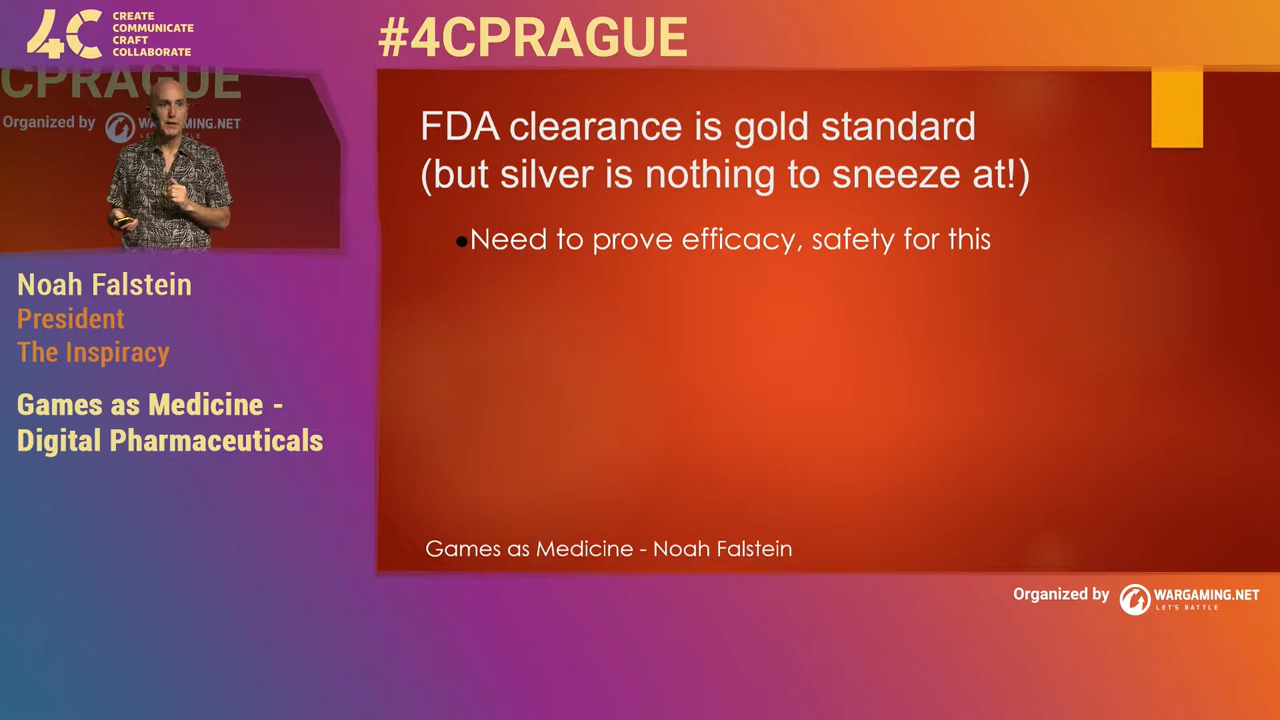 4C
CREATE
COMMUNICATE
CRAFT
COLLABORATE
#4CPRAGUE
CPRAGUE
Organized by
WARGAMING.NET
FDA clearance is gold standard
(but silver is nothing to sneeze at!)
•Need to prove efficacy, safety for this
Noah Falstein
President
The Inspiracy
Games as Medicine -
Digital Pharmaceuticals
Games as Medicine - Noah Falstein
Organized by
WARGAMING.NET
LET'S BATTLE